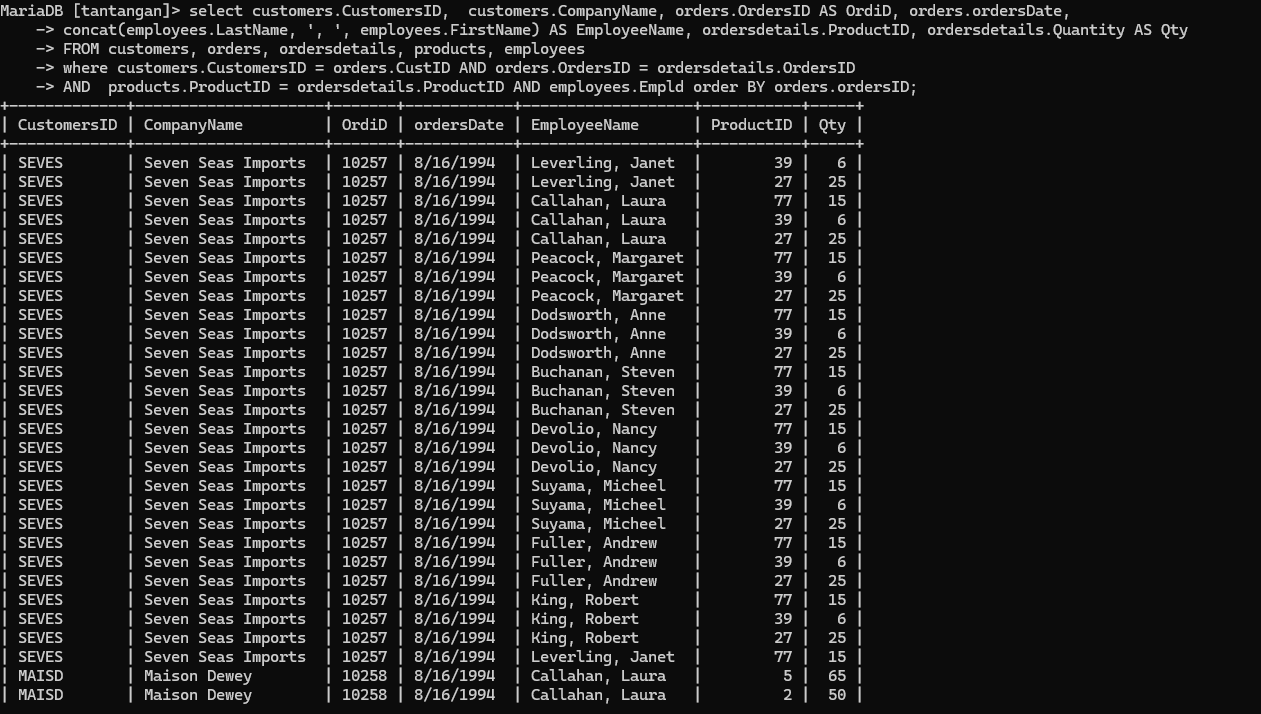 MariaDB [tantangan]> select customers.CustomersID,  customers.CompanyName, orders.OrdersID AS OrdiD, orders.ordersDate,
    -> concat(employees.LastName, ', ', employees.FirstName) AS EmployeeName, ordersdetails.ProductID, ordersdetails.Quantity AS Qty
    -> FROM customers, orders, ordersdetails, products, employees
    -> where customers.CustomersID = orders.CustID AND orders.OrdersID = ordersdetails.OrdersID
    -> AND  products.ProductID = ordersdetails.ProductID AND employees.Empld order BY orders.ordersID;
+-------------+---------------------+-------+------------+-------------------+-----------+-----+
| CustomersID | CompanyName         | OrdiD | ordersDate | EmployeeName      | ProductID | Qty |
+-------------+---------------------+-------+------------+-------------------+-----------+-----+
| SEVES       | Seven Seas Imports  | 10257 | 8/16/1994  | Leverling, Janet  |        39 |   6 |
| SEVES       | Seven Seas Imports  | 10257 | 8/16/1994  | Leverling, Janet  |        27 |  25 |
| SEVES       | Seven Seas Imports  | 10257 | 8/16/1994  | Callahan, Laura   |        77 |  15 |
| SEVES       | Seven Seas Imports  | 10257 | 8/16/1994  | Callahan, Laura   |        39 |   6 |
| SEVES       | Seven Seas Imports  | 10257 | 8/16/1994  | Callahan, Laura   |        27 |  25 |
| SEVES       | Seven Seas Imports  | 10257 | 8/16/1994  | Peacock, Margaret |        77 |  15 |
| SEVES       | Seven Seas Imports  | 10257 | 8/16/1994  | Peacock, Margaret |        39 |   6 |
| SEVES       | Seven Seas Imports  | 10257 | 8/16/1994  | Peacock, Margaret |        27 |  25 |
| SEVES       | Seven Seas Imports  | 10257 | 8/16/1994  | Dodsworth, Anne   |        77 |  15 |
| SEVES       | Seven Seas Imports  | 10257 | 8/16/1994  | Dodsworth, Anne   |        39 |   6 |
| SEVES       | Seven Seas Imports  | 10257 | 8/16/1994  | Dodsworth, Anne   |        27 |  25 |
| SEVES       | Seven Seas Imports  | 10257 | 8/16/1994  | Buchanan, Steven  |        77 |  15 |
| SEVES       | Seven Seas Imports  | 10257 | 8/16/1994  | Buchanan, Steven  |        39 |   6 |
| SEVES       | Seven Seas Imports  | 10257 | 8/16/1994  | Buchanan, Steven  |        27 |  25 |
| SEVES       | Seven Seas Imports  | 10257 | 8/16/1994  | Devolio, Nancy    |        77 |  15 |
| SEVES       | Seven Seas Imports  | 10257 | 8/16/1994  | Devolio, Nancy    |        39 |   6 |
| SEVES       | Seven Seas Imports  | 10257 | 8/16/1994  | Devolio, Nancy    |        27 |  25 |
| SEVES       | Seven Seas Imports  | 10257 | 8/16/1994  | Suyama, Micheel   |        77 |  15 |
| SEVES       | Seven Seas Imports  | 10257 | 8/16/1994  | Suyama, Micheel   |        39 |   6 |
| SEVES       | Seven Seas Imports  | 10257 | 8/16/1994  | Suyama, Micheel   |        27 |  25 |
| SEVES       | Seven Seas Imports  | 10257 | 8/16/1994  | Fuller, Andrew    |        77 |  15 |
| SEVES       | Seven Seas Imports  | 10257 | 8/16/1994  | Fuller, Andrew    |        39 |   6 |
| SEVES       | Seven Seas Imports  | 10257 | 8/16/1994  | Fuller, Andrew    |        27 |  25 |
| SEVES       | Seven Seas Imports  | 10257 | 8/16/1994  | King, Robert      |        77 |  15 |
| SEVES       | Seven Seas Imports  | 10257 | 8/16/1994  | King, Robert      |        39 |   6 |
| SEVES       | Seven Seas Imports  | 10257 | 8/16/1994  | King, Robert      |        27 |  25 |
| SEVES       | Seven Seas Imports  | 10257 | 8/16/1994  | Leverling, Janet  |        77 |  15 |
| MAISD       | Maison Dewey        | 10258 | 8/16/1994  | Callahan, Laura   |         5 |  65 |
| MAISD       | Maison Dewey        | 10258 | 8/16/1994  | Callahan, Laura   |         2 |  50 |